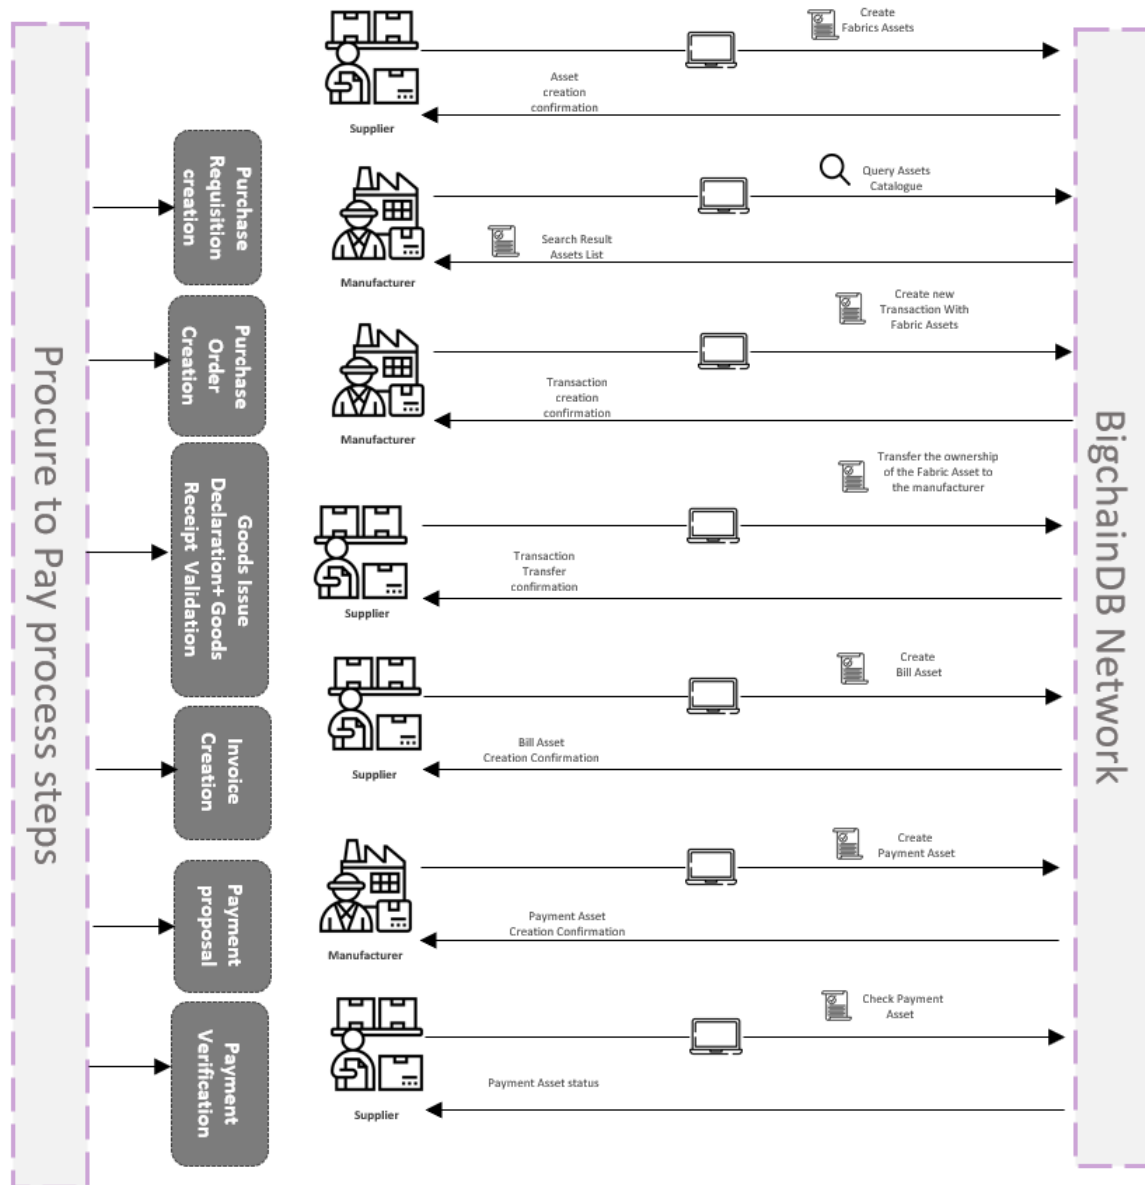 Procure to Pay process steps
Create
Fabrics Assets
Asset
creation
confirmation
Supplier
Purchase
Requisition
creation
Query Assets
Catalogue
Search Result
Assets List
Manufacturer
Purchase
Order
Creation
Create new
Transaction With
Fabric Assets
Transaction
creation
confirmation
Manufacturer
Goods Issue
Declaration+ Goods
Receipt Validation
Transfer the ownership
of the Fabric Asset to
the manufacturer
Transaction
Transfer
confirmation
Supplier
Create
Bill Asset
Invoice
Creation
Bill Asset
Creation Confirmation
Supplier
Payment
proposal
Create
Payment Asset
Payment Asset
Creation Confirmation
Manufacturer
Payment
Verification
Check Payment
Asset
Payment Asset status
Supplier
BigchainDB Network